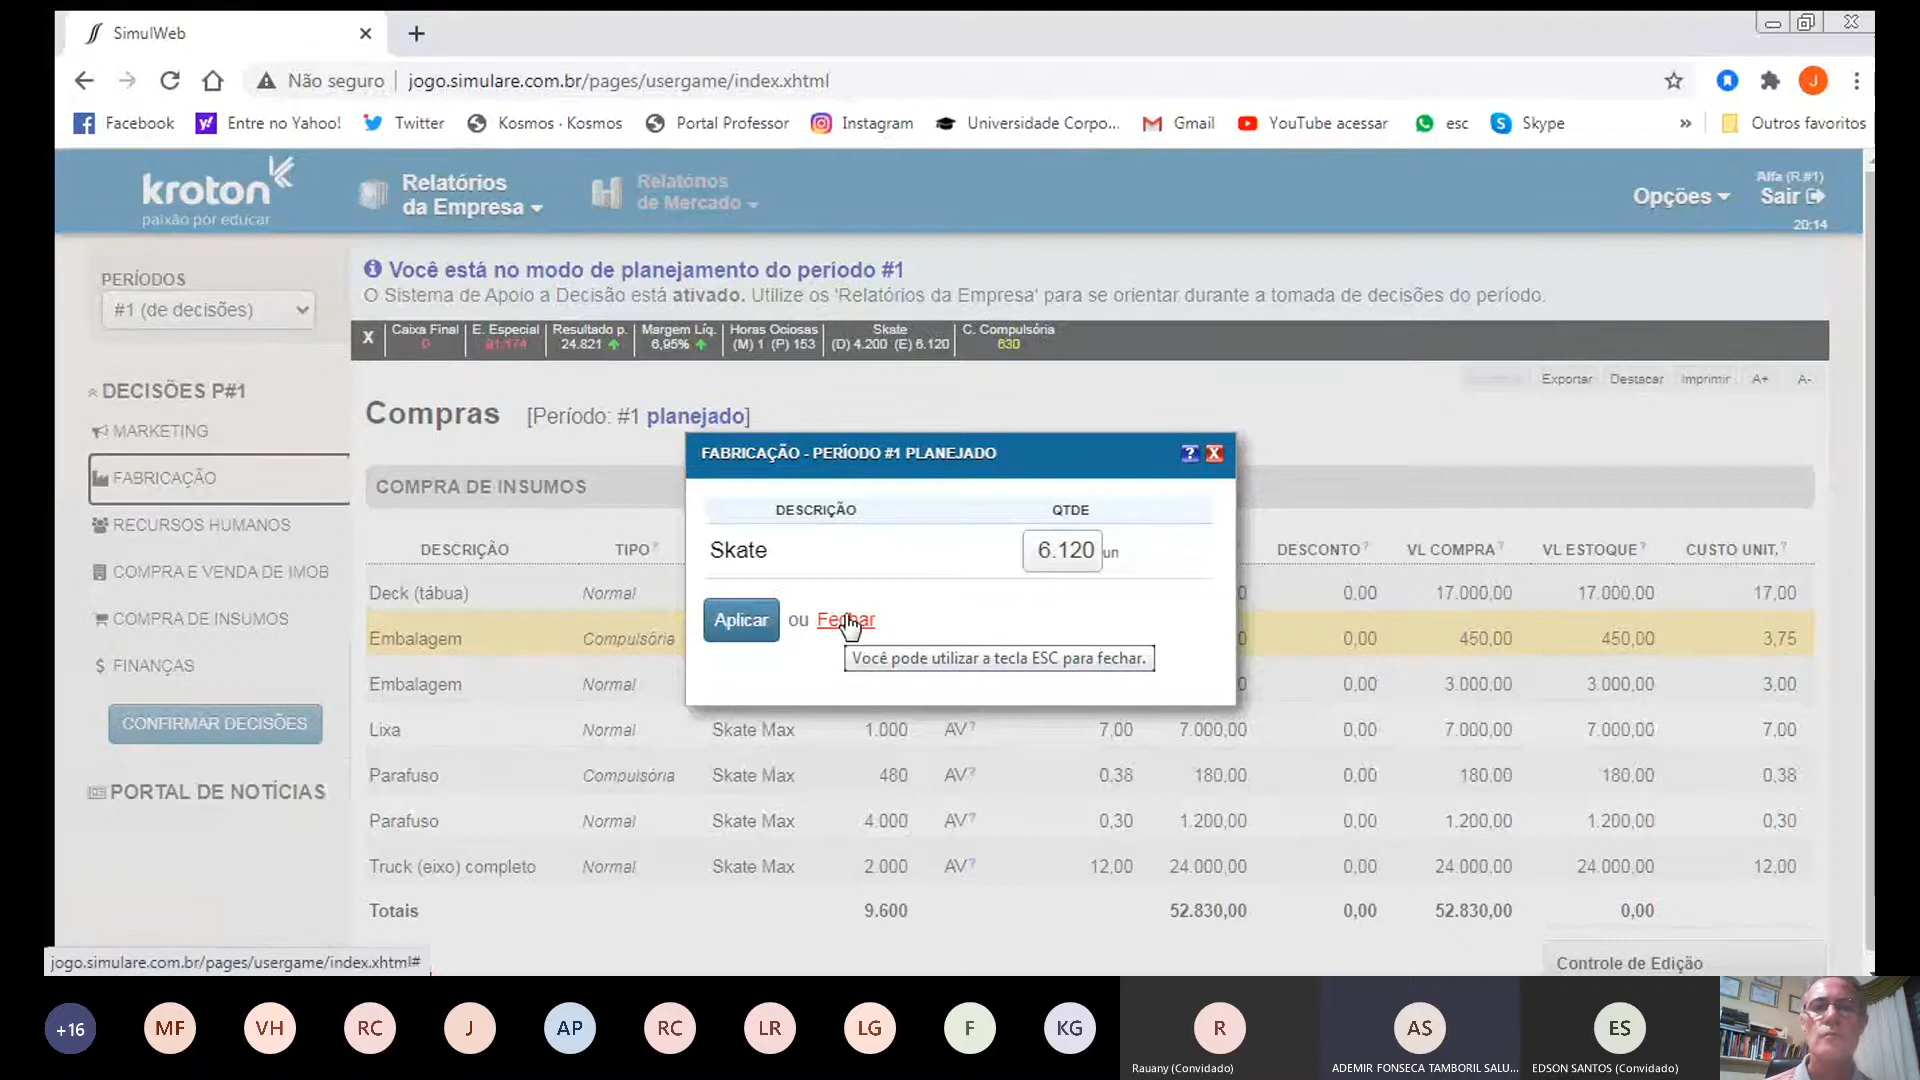 SimulWeb
Não seguro
jogo.simulare.com.br/pages/usergame/index.xhtml
J
Facebook
Entre no Yahoo!
Twitter
Kosmos · Kosmos
Portal Professor
Instagram
Universidade Corpo...
Gmail
YouTube acessar
esc
Skype
»
Outros favoritos
kroton
paixão por educar
Relatórios
da Empresa
Relatórios
de Mercado
Opções
Alfa (R.#1)
Sair
20:14
PERÍODOS
#1 (de decisões)
DECISÕES P#1
MARKETING
FABRICAÇÃO
RECURSOS HUMANOS
COMPRA E VENDA DE IMOB
COMPRA DE INSUMOS
$ FINANÇAS
CONFIRMAR DECISÕES
PORTAL DE NOTÍCIAS
Você está no modo de planejamento do período #1
O Sistema de Apoio a Decisão está ativado. Utilize os 'Relatórios da Empresa' para se orientar durante a tomada de decisões do período.
X
Caixa Final
0
E. Especial
81.174
Resultado p.
24.821
Margem Líq.
6,95%
Horas Ociosas
(M) 1 (P) 153
Skate
(D) 4.200 (E) 6.120
C. Compulsória
630
Exportar Destacar Imprimir A+ A-
Compras [Período: #1 planejado]
COMPRA DE INSUMOS
DESCRIÇÃO TIPO? DESCONTO? VL COMPRA? VL ESTOQUE? CUSTO UNIT.?
Deck (tábua) Normal 0,00 17.000,00 17.000,00 17,00
Embalagem Compulsória 0 0,00 450,00 450,00 3,75
Embalagem Normal 0 0,00 3.000,00 3.000,00 3,00
Lixa Normal Skate Max 1.000 AV? 7,00 7.000,00 0,00 7.000,00 7.000,00 7,00
Parafuso Compulsória Skate Max 480 AV? 0,38 180,00 0,00 180,00 180,00 0,38
Parafuso Normal Skate Max 4.000 AV? 0,30 1.200,00 0,00 1.200,00 1.200,00 0,30
Truck (eixo) completo Normal Skate Max 2.000 AV? 12,00 24.000,00 0,00 24.000,00 24.000,00 12,00
Totais 9.600 52.830,00 0,00 52.830,00 0,00
Controle de Edição
FABRICAÇÃO - PERÍODO #1 PLANEJADO
? X
DESCRIÇÃO QTDE
Skate 6.120 un
Aplicar ou Fechar
Você pode utilizar a tecla ESC para fechar.
jogo.simulare.com.br/pages/usergame/index.xhtml#
+16 MF VH RC J AP RC LR LG F KG R AS ES
Rauany (Convidado)
ADEMIR FONSECA TAMBORIL SALU...
EDSON SANTOS (Convidado)